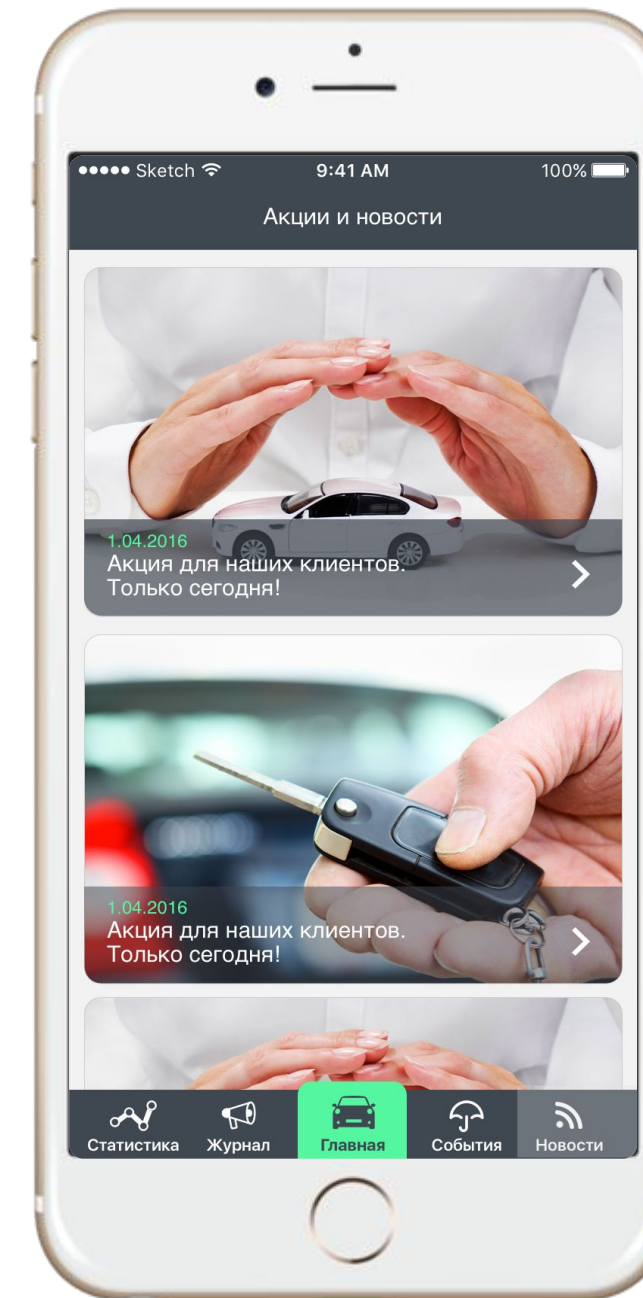 Sketch 9:41 AM 100%
Акции и новости
1.04.2016
Акция для наших клиентов.
Только сегодня!
1.04.2016
Акция для наших клиентов.
Только сегодня!
Статистика Журнал Главная События Новости